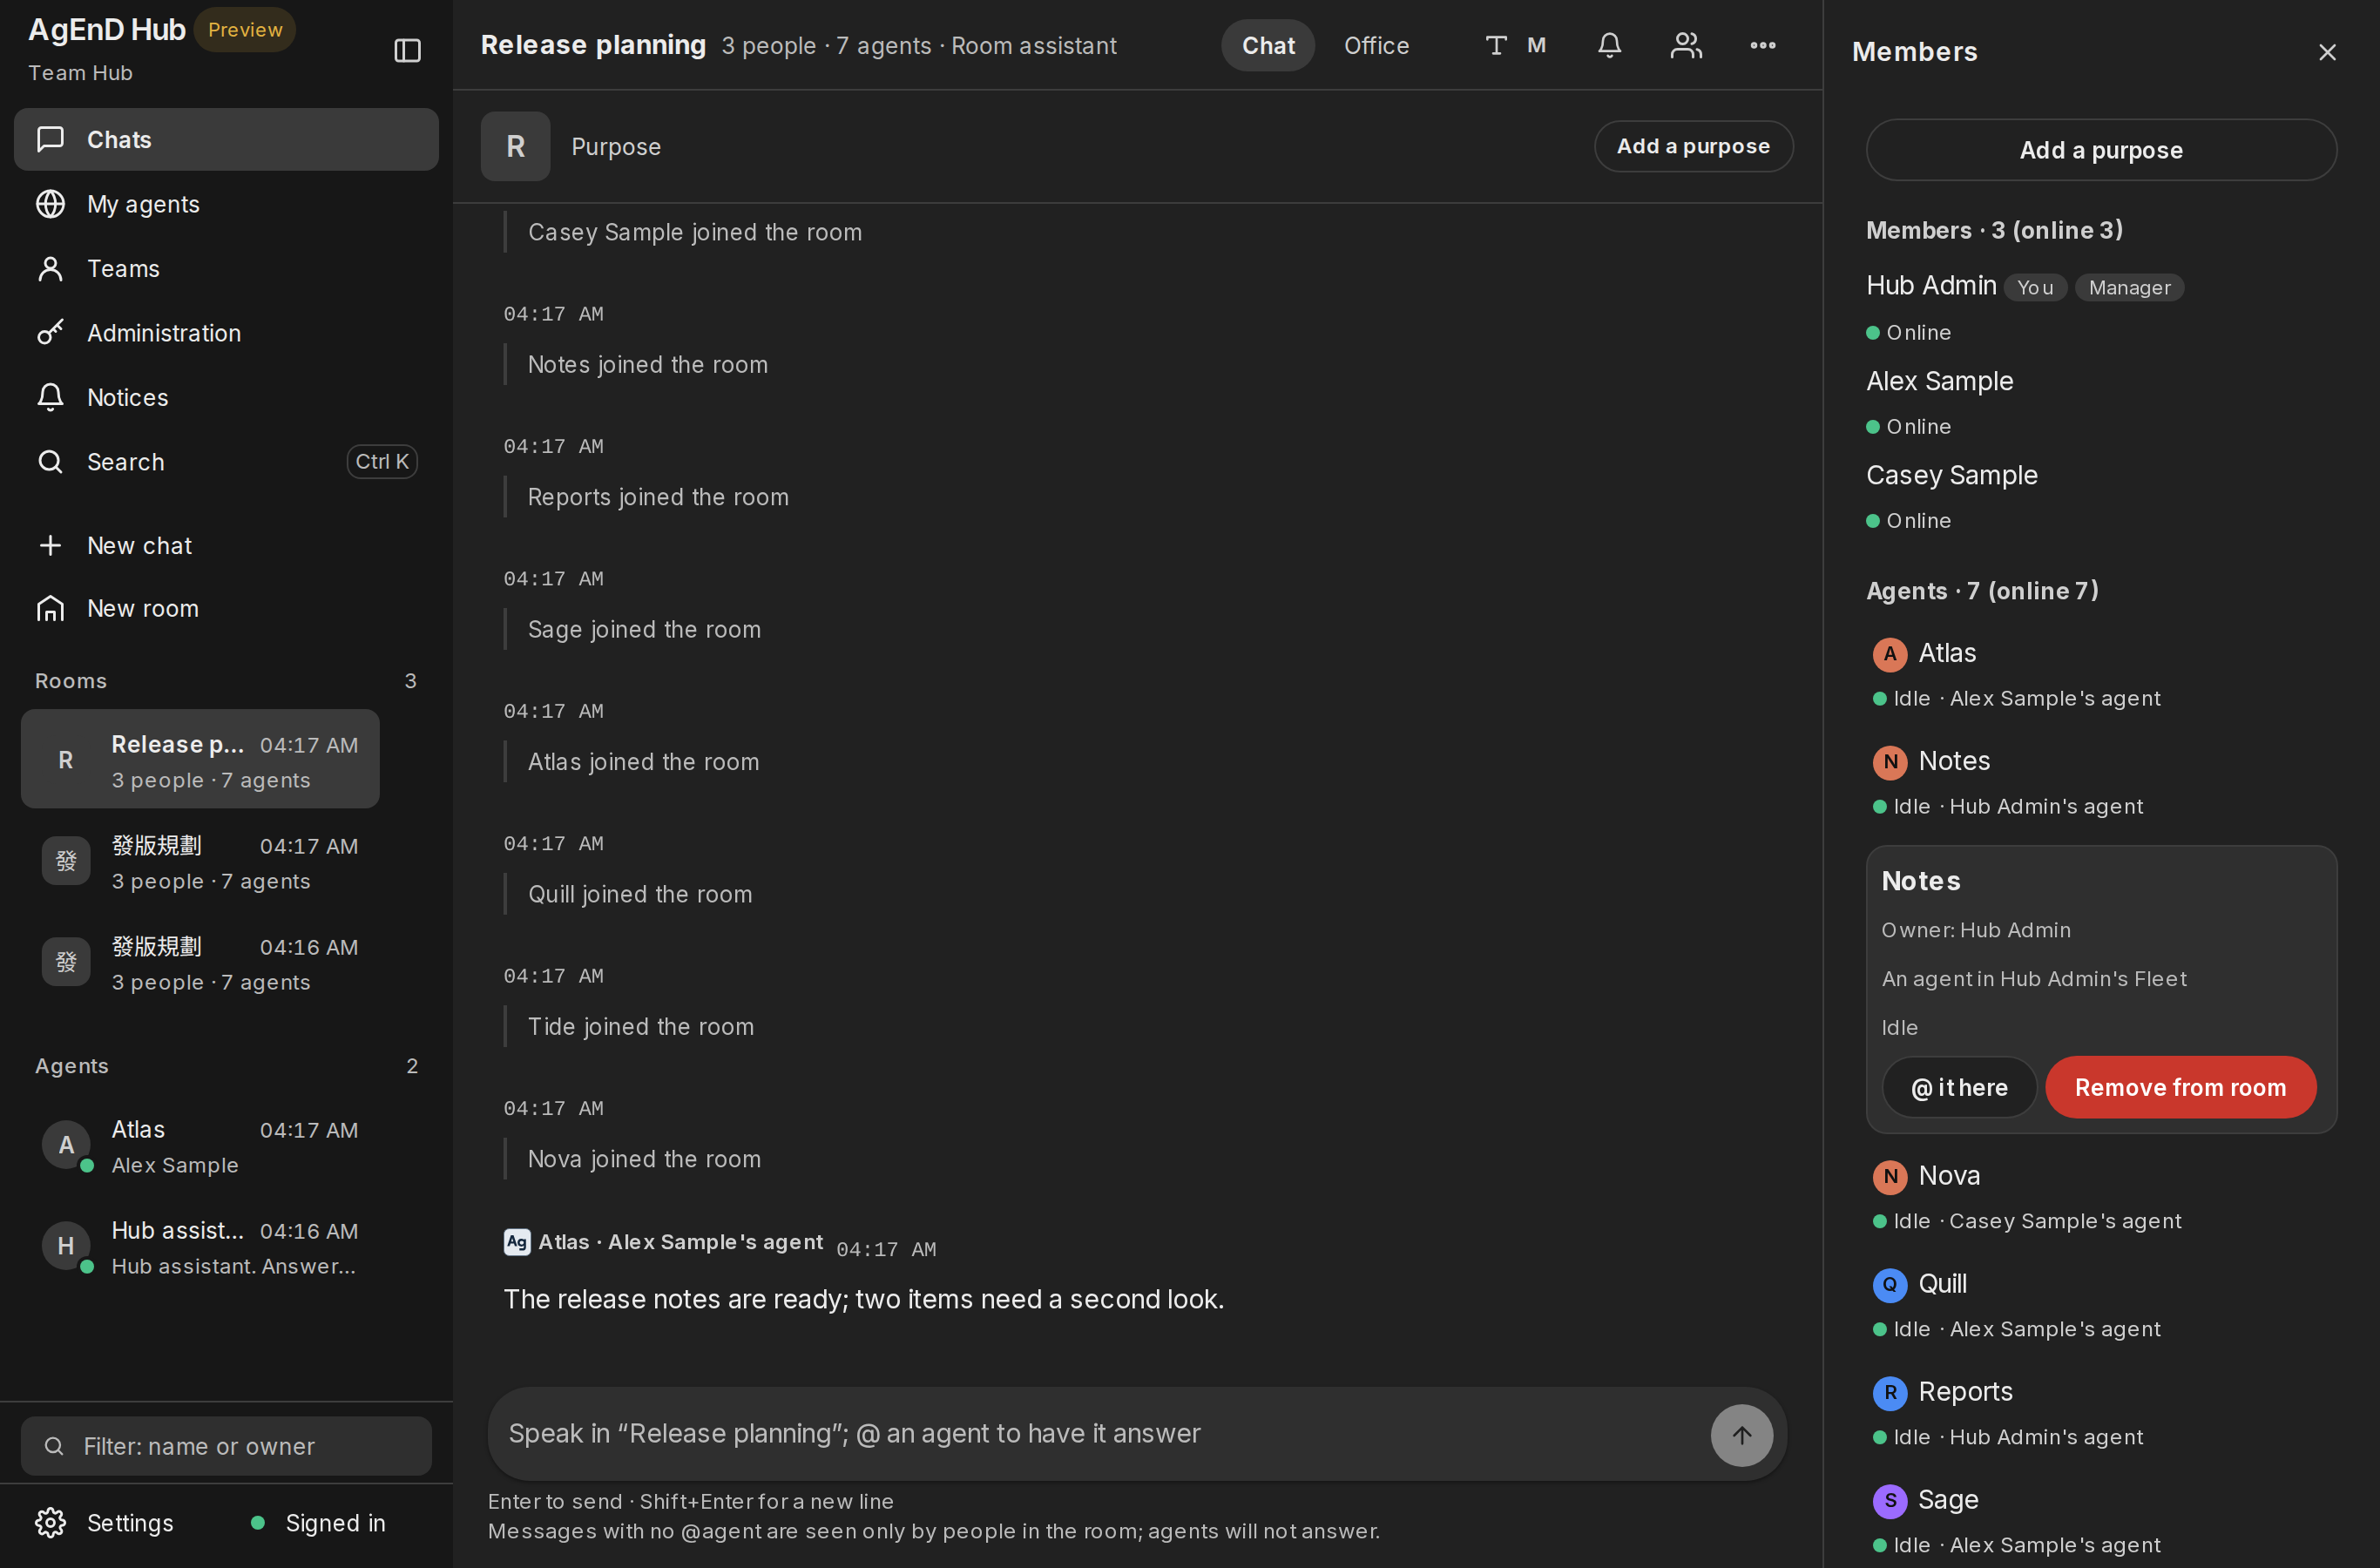 AgEnD Hub Preview
Team Hub
Chats
My agents
Teams
Administration
Notices
Search Ctrl K
New chat
New room
Rooms 3
R Release p... 04:17 AM
3 people · 7 agents
發 發版規劃 04:17 AM
3 people · 7 agents
發 發版規劃 04:16 AM
3 people · 7 agents
Agents 2
A Atlas 04:17 AM
Alex Sample
H Hub assist... 04:16 AM
Hub assistant. Answer...
Filter: name or owner
Settings Signed in
Release planning 3 people · 7 agents · Room assistant Chat Office T M
R Purpose Add a purpose
Casey Sample joined the room
04:17 AM
Notes joined the room
04:17 AM
Reports joined the room
04:17 AM
Sage joined the room
04:17 AM
Atlas joined the room
04:17 AM
Quill joined the room
04:17 AM
Tide joined the room
04:17 AM
Nova joined the room
Ag Atlas · Alex Sample's agent 04:17 AM
The release notes are ready; two items need a second look.
Speak in “Release planning”; @ an agent to have it answer
Enter to send · Shift+Enter for a new line
Messages with no @agent are seen only by people in the room; agents will not answer.
Members
Add a purpose
Members · 3 (online 3)
Hub Admin You Manager
Online
Alex Sample
Online
Casey Sample
Online
Agents · 7 (online 7)
A Atlas
Idle · Alex Sample's agent
N Notes
Idle · Hub Admin's agent
Notes
Owner: Hub Admin
An agent in Hub Admin's Fleet
Idle
@ it here Remove from room
N Nova
Idle · Casey Sample's agent
Q Quill
Idle · Alex Sample's agent
R Reports
Idle · Hub Admin's agent
S Sage
Idle · Alex Sample's agent